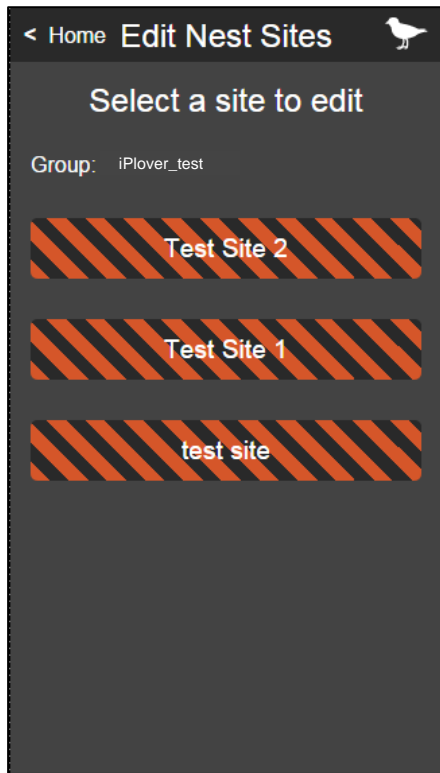 < Home Edit Nest Sites
Select a site to edit
Group: iPlover_test
Test Site 2
Test Site 1
test site